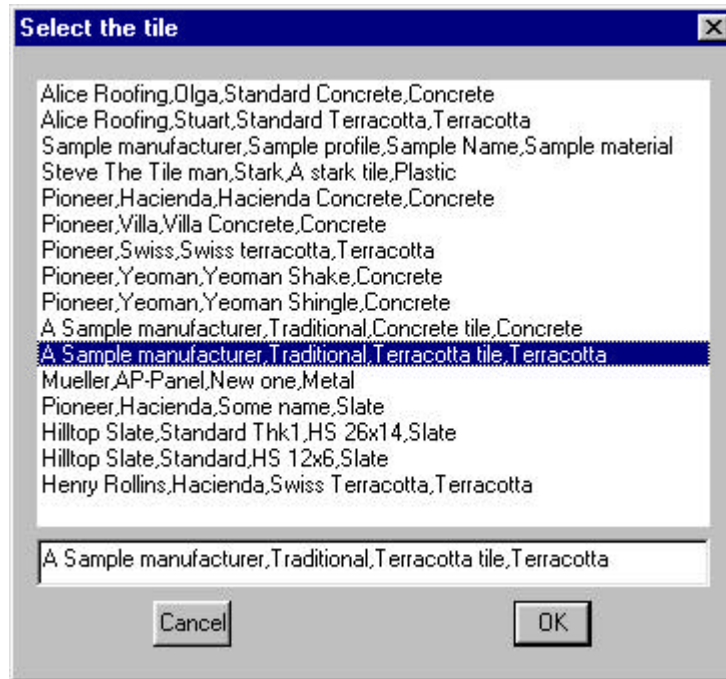 Select the tile
Alice Roofing,Olga,Standard Concrete,Concrete
Alice Roofing,Stuart,Standard Terracotta,Terracotta
Sample manufacturer,Sample profile,Sample Name,Sample material
Steve The Tile man,Stark,A stark tile,Plastic
Pioneer,Hacienda,Hacienda Concrete,Concrete
Pioneer,Villa,Villa Concrete,Concrete
Pioneer,Swiss,Swiss terracotta,Terracotta
Pioneer,Yeoman,Yeoman Shake,Concrete
Pioneer,Yeoman,Yeoman Shingle,Concrete
A Sample manufacturer,Traditional,Concrete tile,Concrete
A Sample manufacturer,Traditional,Terracotta tile,Terracotta
Mueller,AP-Panel,New one,Metal
Pioneer,Hacienda,Some name,Slate
Hilltop Slate,Standard Thk1,HS 26x14,Slate
Hilltop Slate,Standard,HS 12x6,Slate
Henry Rollins,Hacienda,Swiss Terracotta,Terracotta
A Sample manufacturer,Traditional,Terracotta tile,Terracotta
Cancel OK